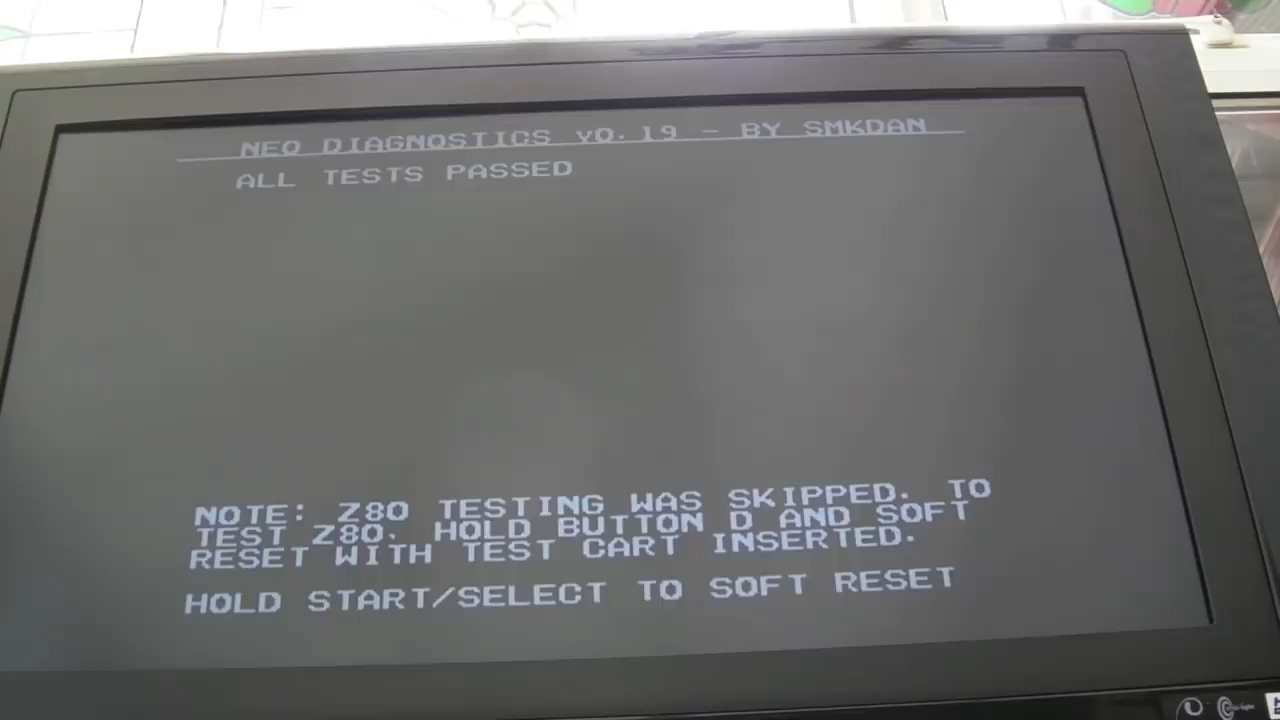 NEO DIAGNOSTICS v0.19 - BY SMKDAN
ALL TESTS PASSED
NOTE: Z80 TESTING WAS SKIPPED. TO
TEST Z80, HOLD BUTTON D AND SOFT
RESET WITH TEST CART INSERTED.
HOLD START/SELECT TO SOFT RESET